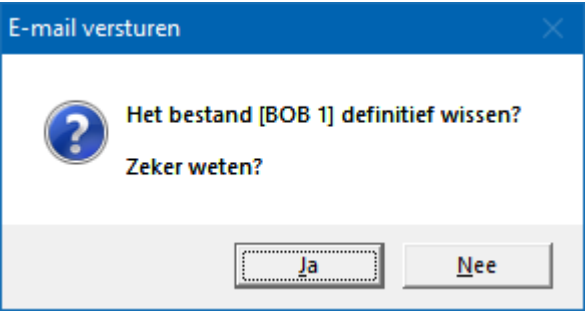 E-mail versturen
Het bestand [BOB 1] definitief wissen?
Zeker weten?
Ja
Nee